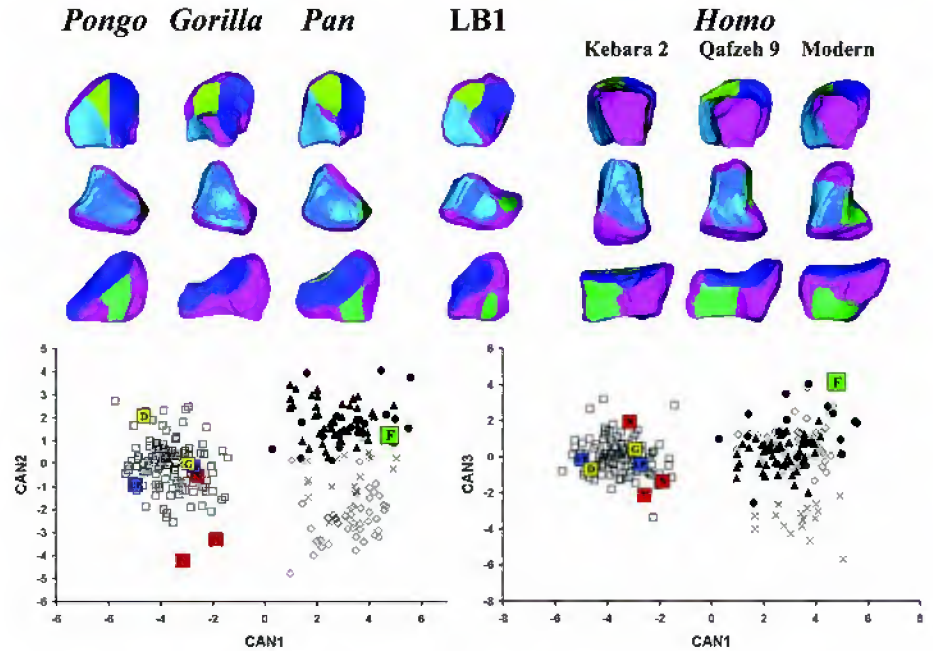 Pongo Gorilla Pan LB1 Homo
Kebara 2 Qafzeh 9 Modern
5
4
3
2
1
0
-1
-2
-3
-4
-5
-6
CAN2
D
G
F
-8 -6 -4 -2 0 2 4 6
CAN1
6
4
2
0
-2
-4
-6
-8
CAN3
F
G
D
-8 -6 -4 -2 0 2 4 6 8
CAN1